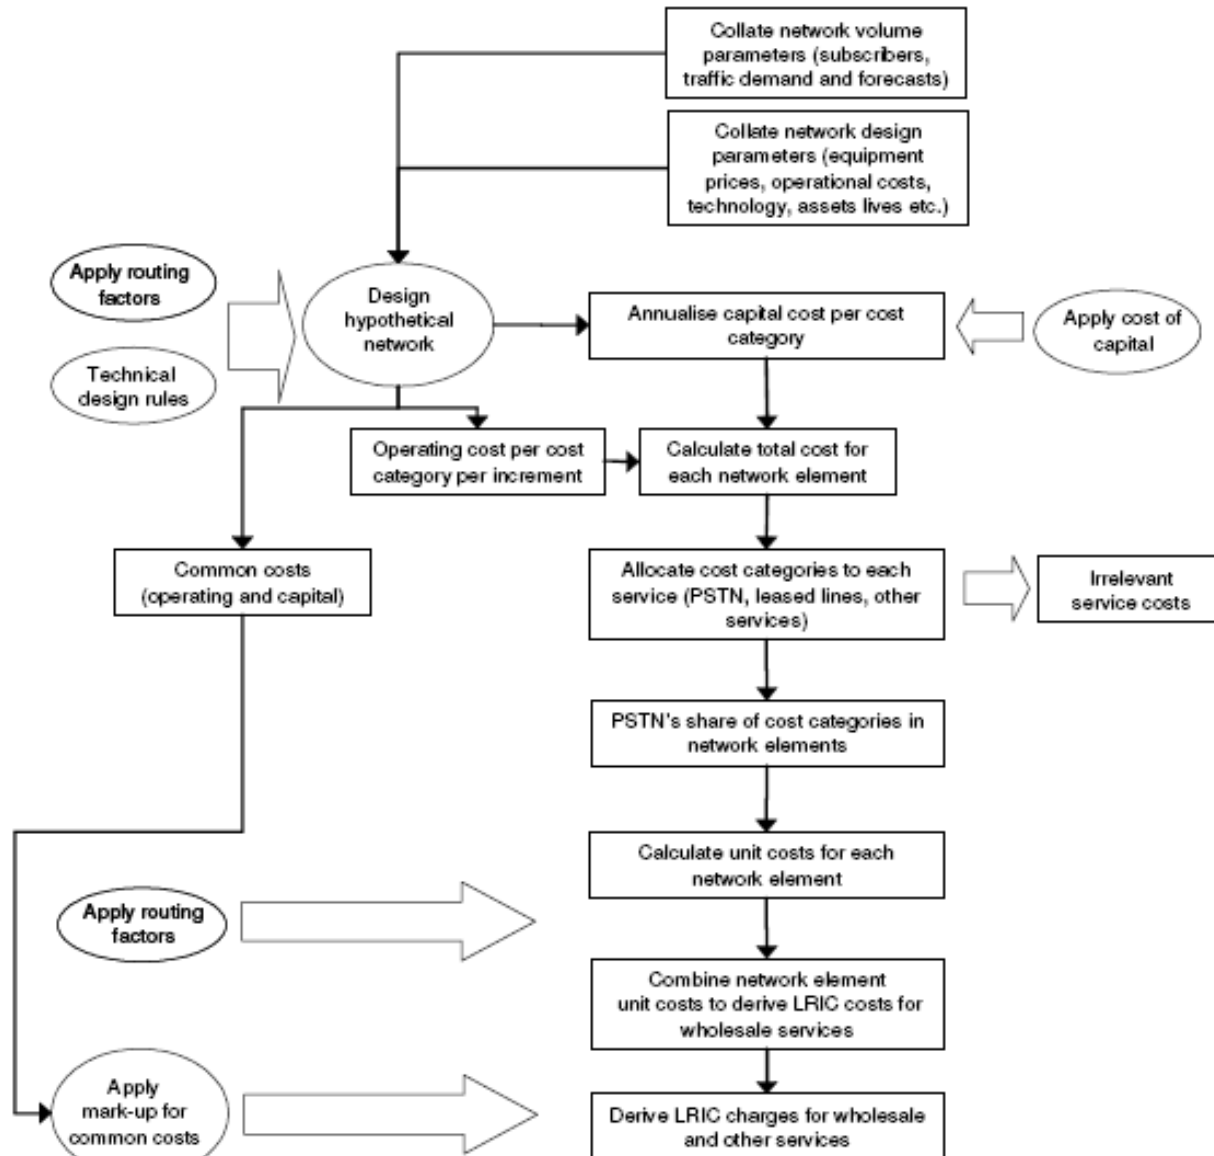 Collate network volume
parameters (subscribers,
traffic demand and forecasts)
Collate network design
parameters (equipment
prices, operational costs,
technology, assets lives etc.)
Apply routing
factors
Design
hypothetical
network
Annualise capital cost per cost
category
Apply cost of
capital
Technical
design rules
Operating cost per cost
category per increment
Calculate total cost for
each network element
Common costs
(operating and capital)
Allocate cost categories to each
service (PSTN, leased lines, other
services)
Irrelevant
service costs
PSTN's share of cost categories in
network elements
Calculate unit costs for each
network element
Apply routing
factors
Combine network element
unit costs to derive LRIC costs for
wholesale services
Apply
mark-up for
common costs
Derive LRIC charges for wholesale
and other services